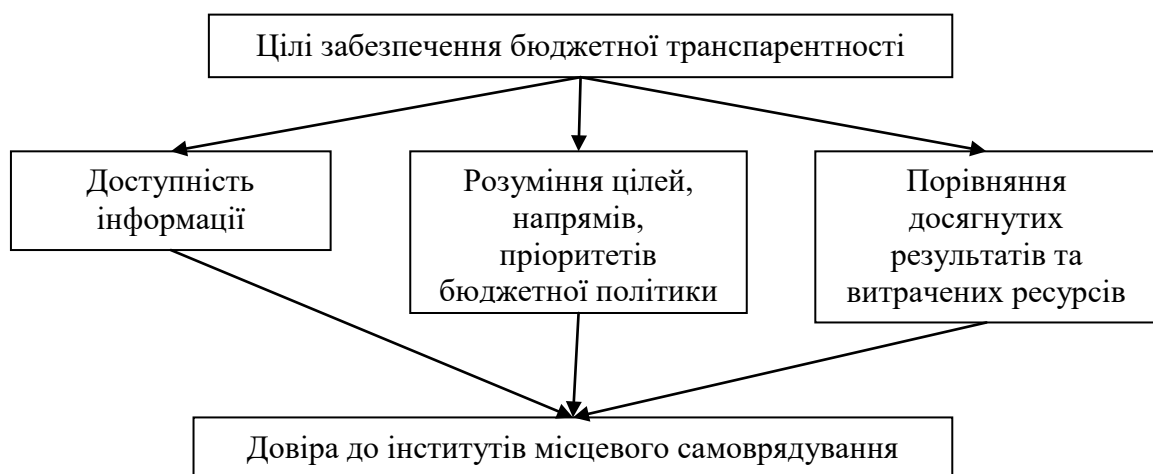 Цілі забезпечення бюджетної транспарентності
Доступність
інформації
Розуміння цілей,
напрямів,
пріоритетів
бюджетної політики
Порівняння
досягнутих
результатів та
витрачених ресурсів
Довіра до інститутів місцевого самоврядування